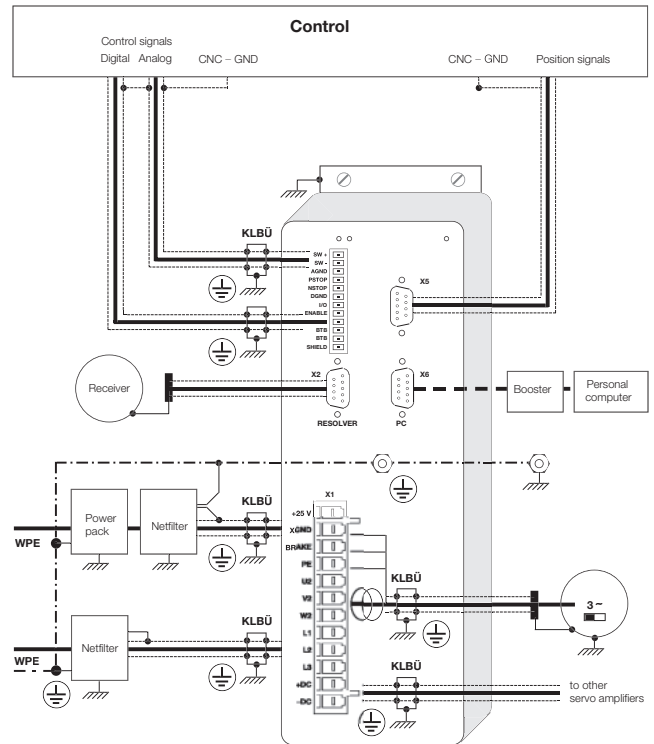 Control
Control signals
Digital Analog CNC – GND CNC – GND Position signals
KLBÜ
SW +
SW -
AGND
PSTOP
NSTOP
DGND
I/O
ENABLE
BTB
BTB
SHIELD
X5
Receiver
X2
RESOLVER
X6
PC
Booster
Personal
computer
X1
KLBÜ
Power
pack
Netfilter
WPE
+25 V
XGND
BRAKE
PE
U2
V2
W2
L1
L2
L3
+DC
–DC
KLBÜ
3~
KLBÜ
Netfilter
WPE
KLBÜ
to other
servo amplifiers